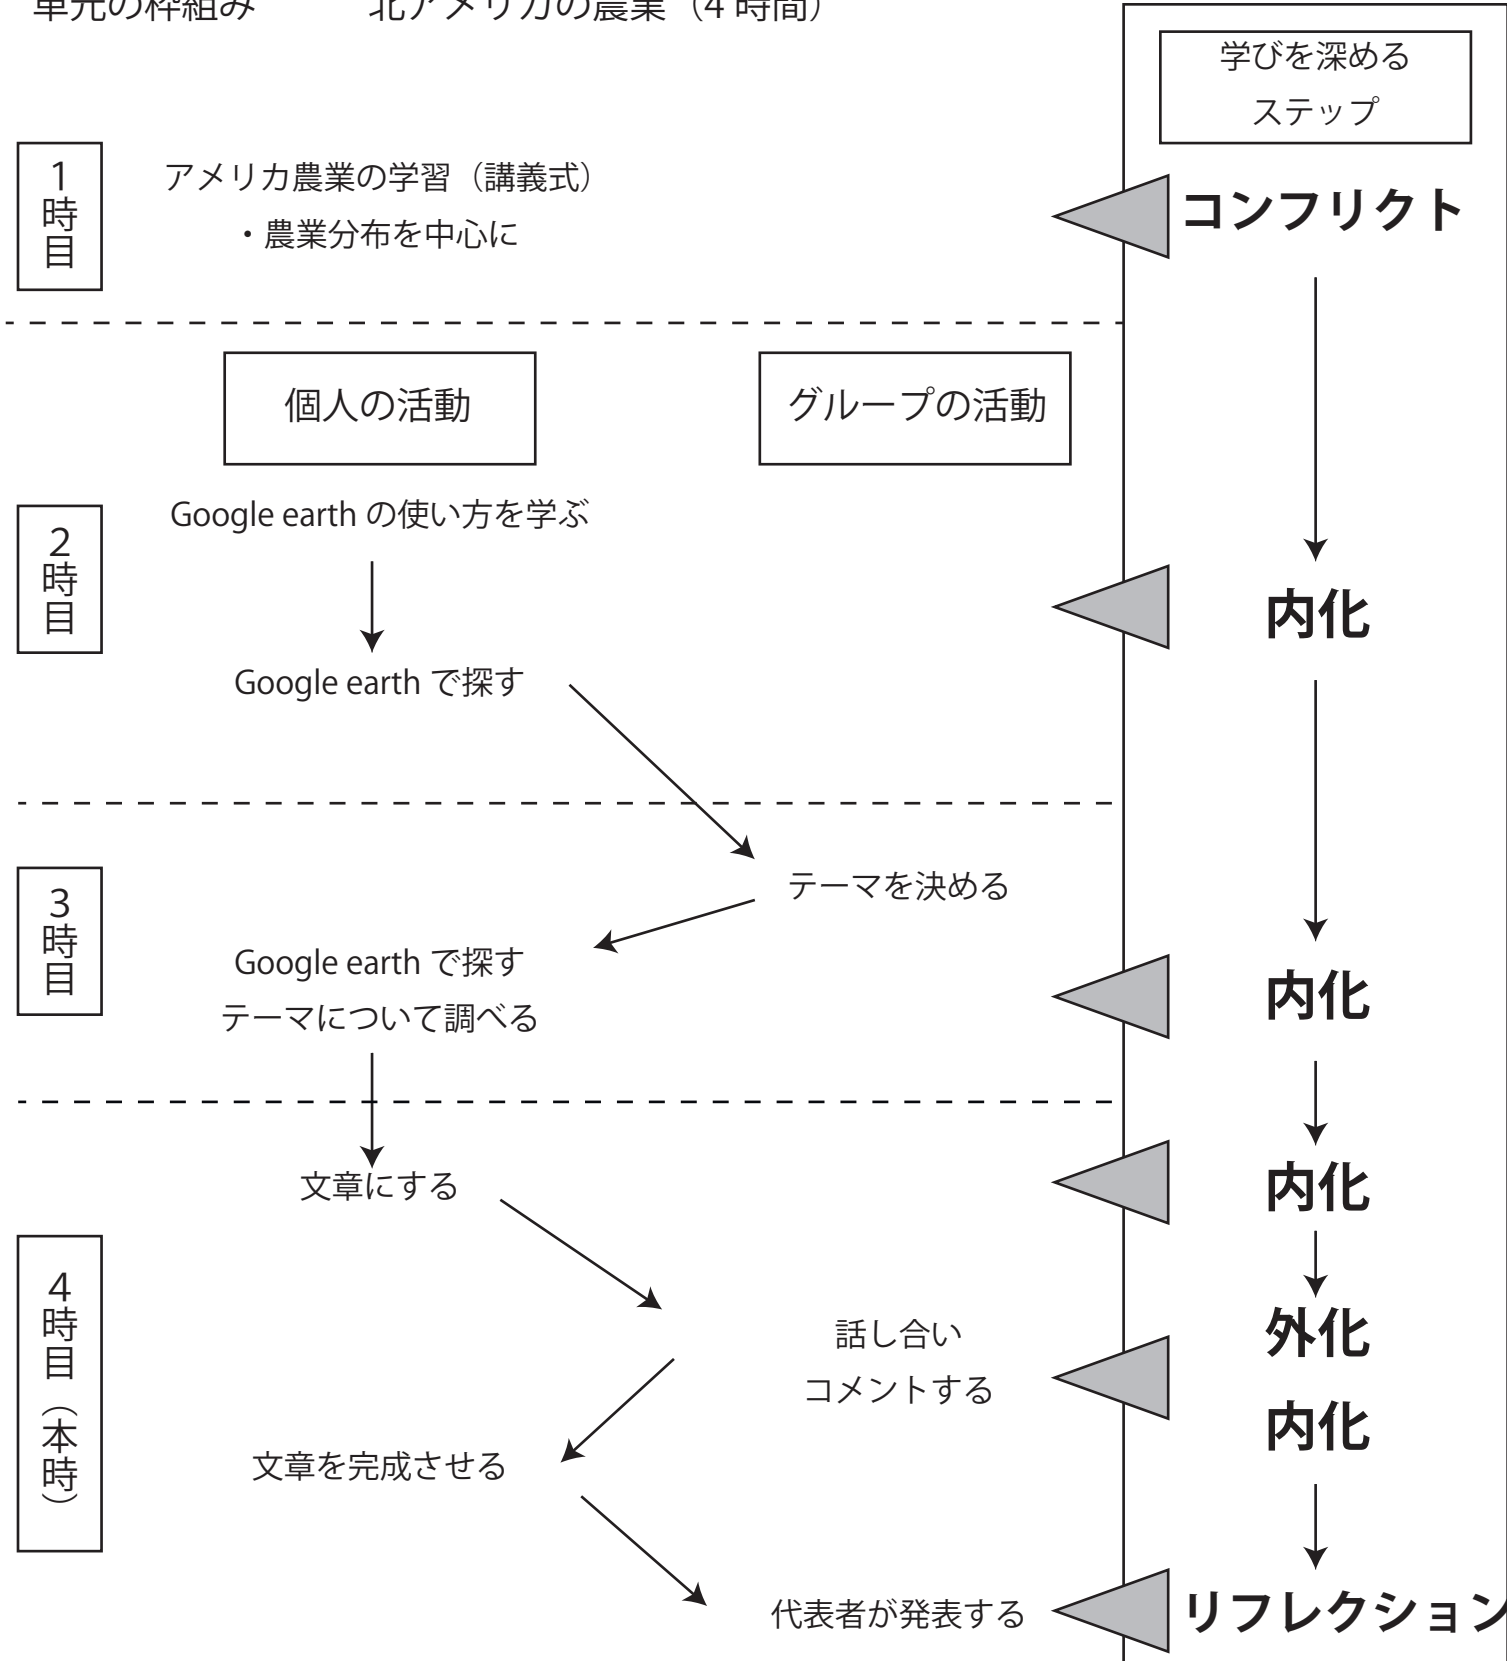 単元の枠組み　北アメリカの農業（4 時間）
学びを深める
ステップ
1時目
アメリカ農業の学習（講義式）
・農業分布を中心に
コンフリクト
個人の活動
グループの活動
2時目
Google earth の使い方を学ぶ
内化
Google earth で探す
3時目
テーマを決める
Google earth で探す
テーマについて調べる
内化
文章にする
内化
4時目（本時）
話し合い
コメントする
外化
内化
文章を完成させる
代表者が発表する
リフレクション